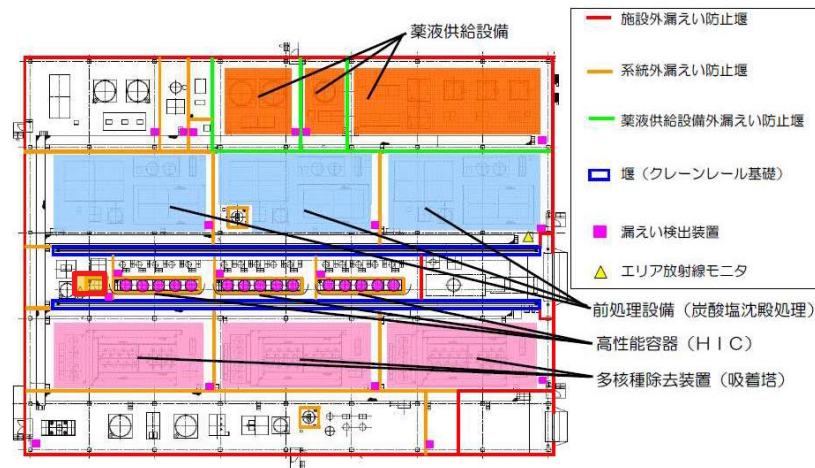 薬液供給設備
施設外漏えい防止堰
系統外漏えい防止堰
薬液供給設備外漏えい防止堰
堰（クレーンレール基礎）
漏えい検出装置
エリア放射線モニタ
前処理設備（炭酸塩沈殿処理）
高性能容器（ＨＩＣ）
多核種除去装置（吸着塔）